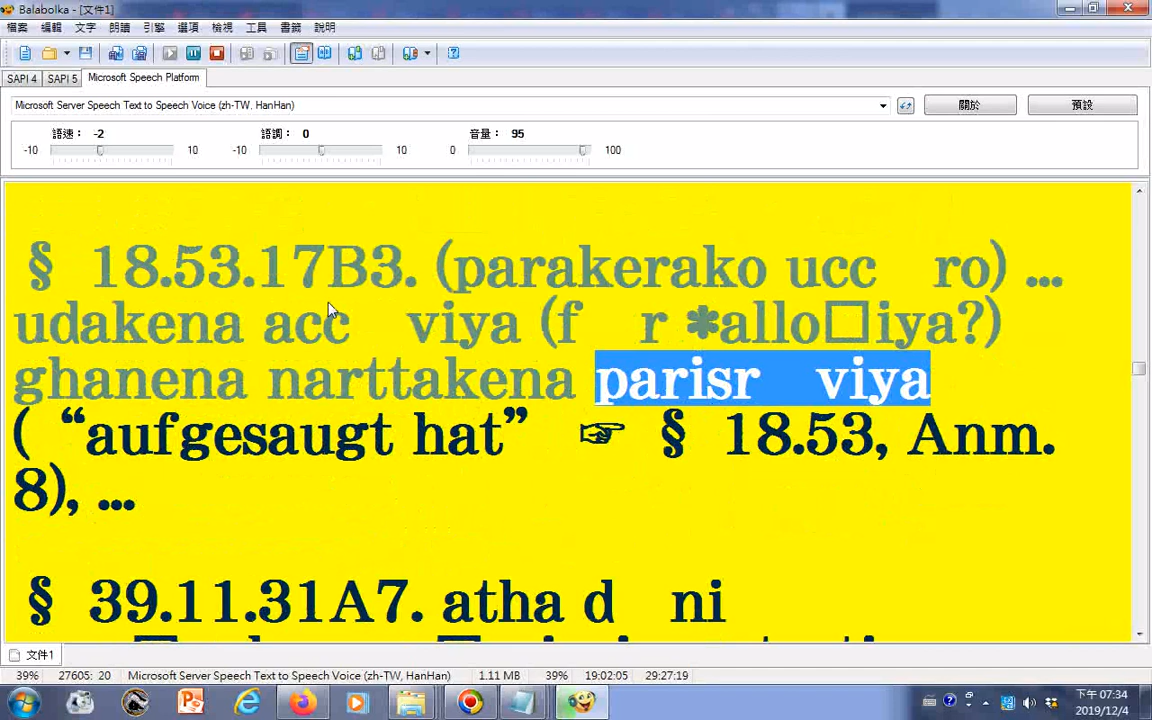 Balabolka - [文件1]
檔案 編輯 文字 朗讀 引擎 選項 檢視 工具 書籤 說明
SAPI 4 SAPI 5 Microsoft Speech Platform
Microsoft Server Speech Text to Speech Voice (zh-TW, HanHan)
關於 預設
語速： -2 語調： 0 音量： 95
-10 10 -10 10 0 100
§ 18.53.17B3. (parakerako ucc ro) ...
udakena acc viya (f r ✱allo□iya?)
ghanena narttakena parisr viya
( “aufgesaugt hat” ☞ § 18.53, Anm.
8), ...
§ 39.11.31A7. atha d ni
文件1
39% 27605: 20 Microsoft Server Speech Text to Speech Voice (zh-TW, HanHan) 1.11 MB 39% 19:02:05 29:27:19
下午 07:34
2019/12/4